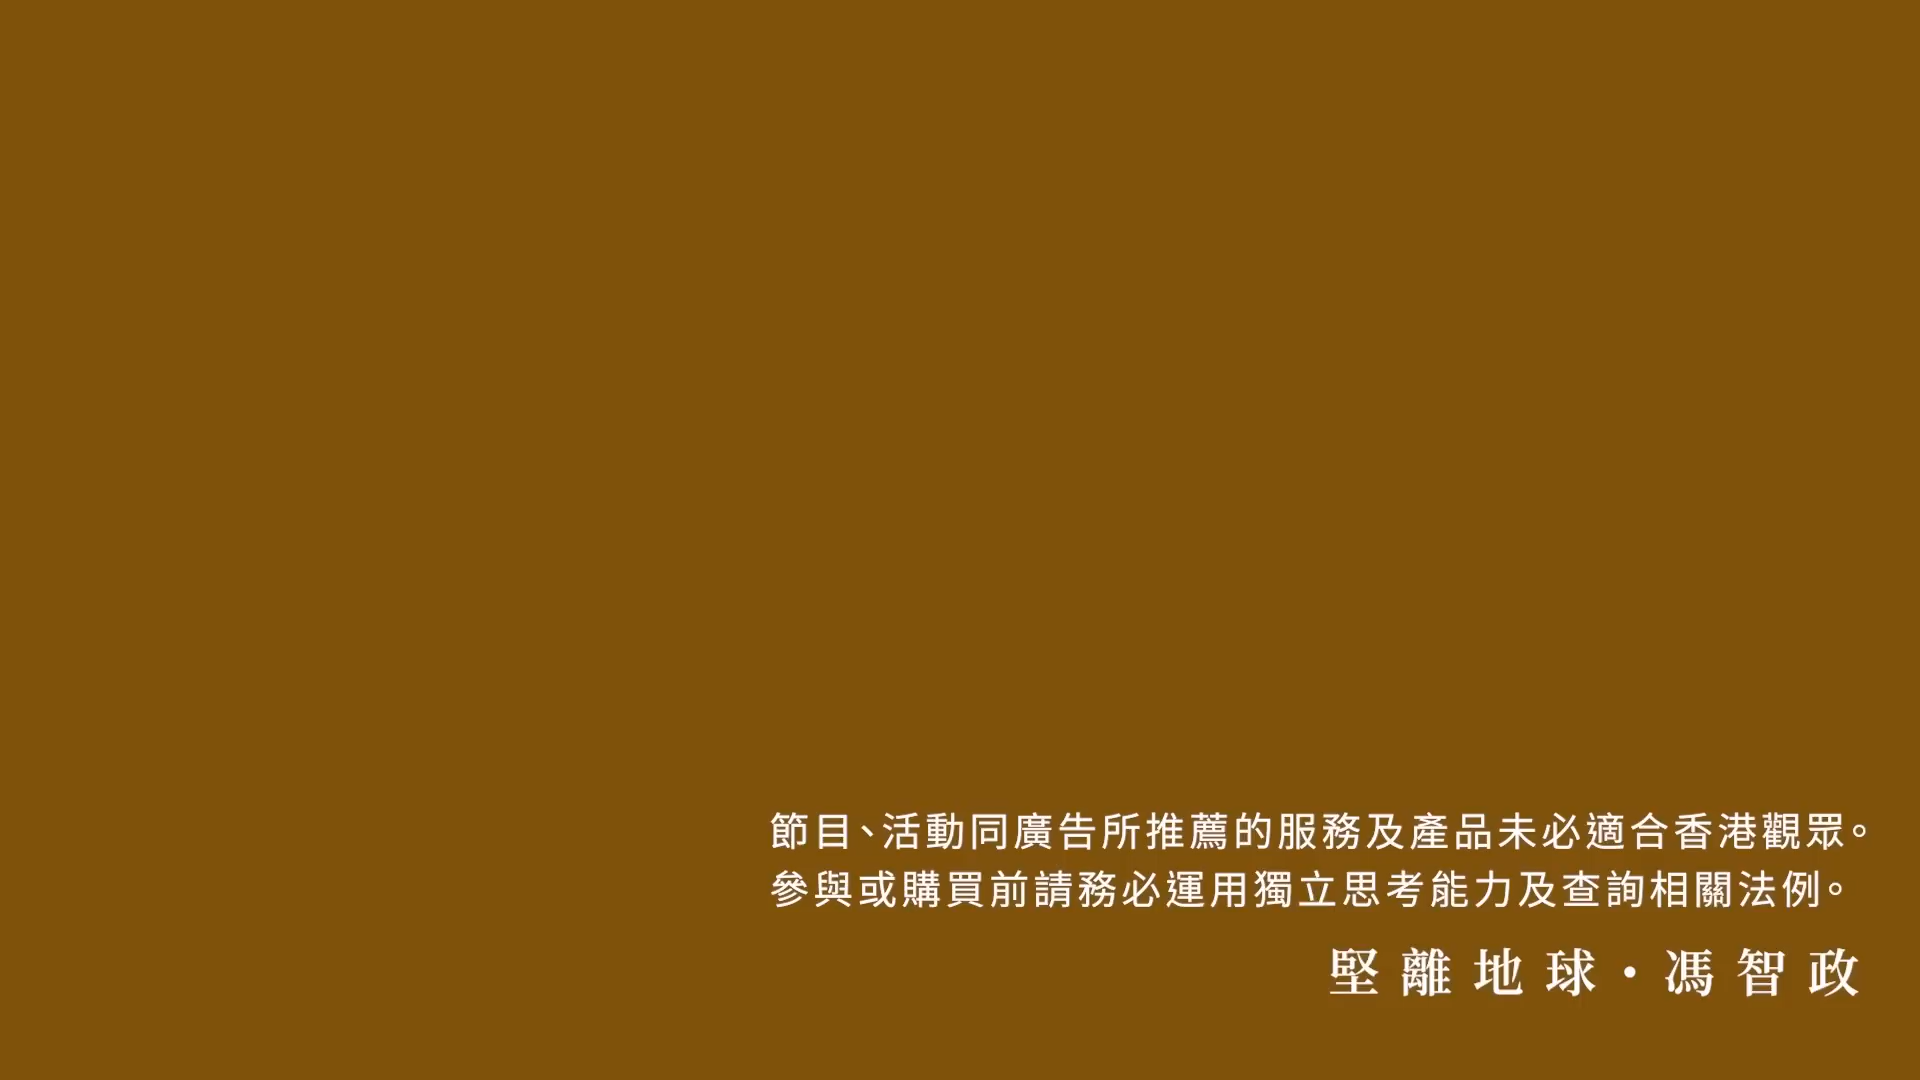 節目、活動同廣告所推薦的服務及產品未必適合香港觀眾。
參與或購買前請務必運用獨立思考能力及查詢相關法例。
堅離地球・馮智政